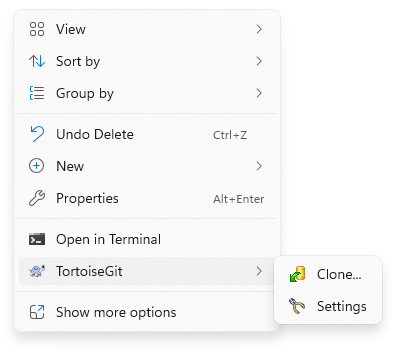 View
Sort by
Group by
Undo Delete Ctrl+Z
New
Properties Alt+Enter
Open in Terminal
TortoiseGit
Clone...
Settings
Show more options